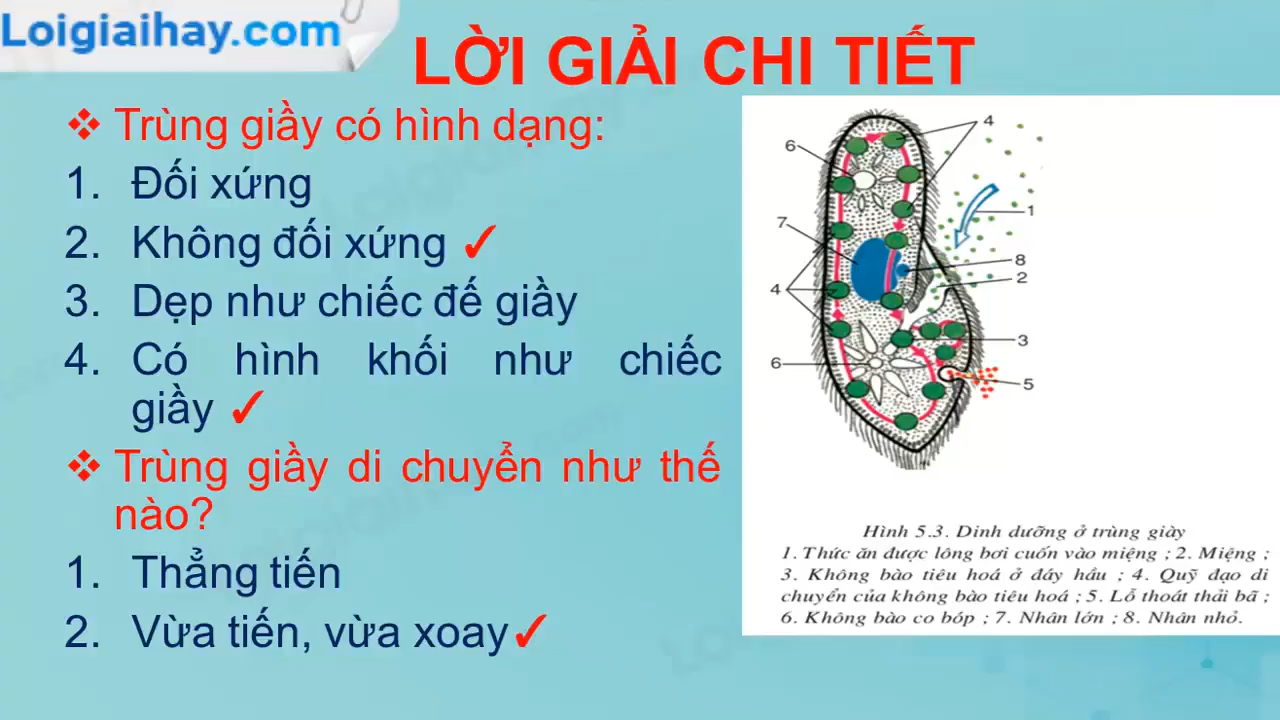 Loigiaihay.com
LỜI GIẢI CHI TIẾT
❖ Trùng giầy có hình dạng:
1. Đối xứng
2. Không đối xứng ✓
3. Dẹp như chiếc đế giầy
4. Có hình khối như chiếc
giầy ✓
❖ Trùng giầy di chuyển như thế
nào?
1. Thẳng tiến
2. Vừa tiến, vừa xoay ✓
4
6
1
7
8
2
4
3
6
5
Hình 5.3. Dinh dưỡng ở trùng giày
1. Thức ăn được lông bơi cuốn vào miệng ; 2. Miệng ;
3. Không bào tiêu hoá ở đáy hầu ; 4. Quỹ đạo di
chuyển của không bào tiêu hoá ; 5. Lỗ thoát thải bã ;
6. Không bào co bóp ; 7. Nhân lớn ; 8. Nhân nhỏ.